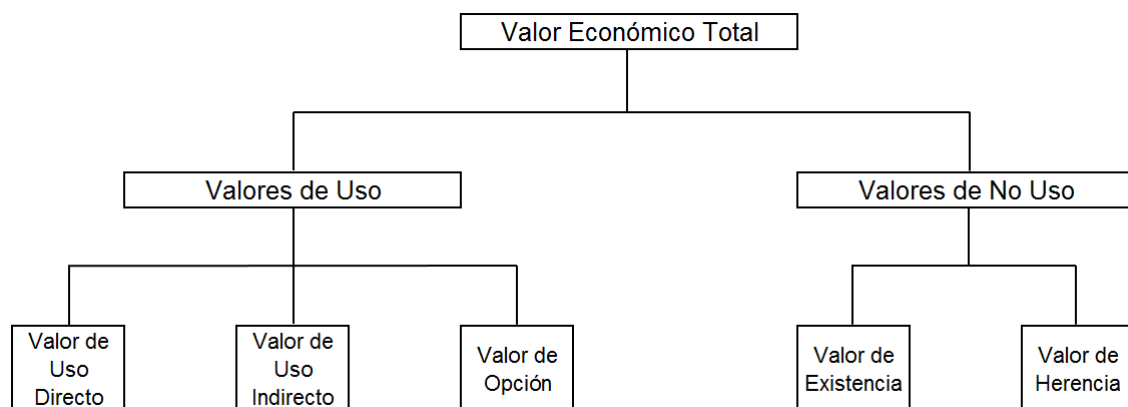 Valor Económico Total
Valores de Uso
Valores de No Uso
Valor de
Uso
Directo
Valor de
Uso
Indirecto
Valor de
Opción
Valor de
Existencia
Valor de
Herencia